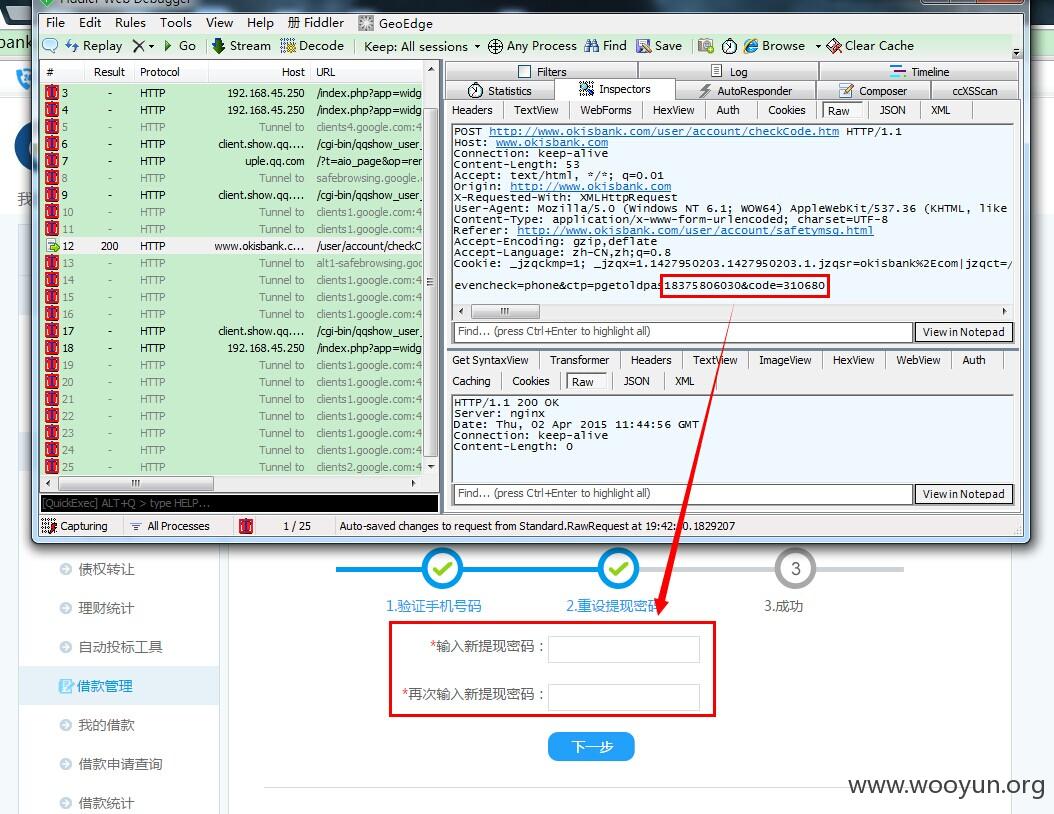 Fiddler Web Debugger
File Edit Rules Tools View Help 册 Fiddler GeoEdge
Replay Go Stream Decode Keep: All sessions Any Process Find Save Browse Clear Cache
# Result Protocol Host URL
3 - HTTP 192.168.45.250 /index.php?app=widg
4 - HTTP 192.168.45.250 /index.php?app=widg
5 - HTTP Tunnel to clients4.google.com:4
6 - HTTP client.show.qq.... /cgi-bin/qqshow_user_
7 - HTTP uple.qq.com /?t=aio_page&op=rer
8 - HTTP Tunnel to safebrowsing.google.
9 - HTTP client.show.qq.... /cgi-bin/qqshow_user_
10 - HTTP Tunnel to clients1.google.com:4
11 - HTTP Tunnel to clients1.google.com:4
12 200 HTTP www.okisbank.c... /user/account/checkC
13 - HTTP Tunnel to alt1-safebrowsing.goo
14 - HTTP Tunnel to clients1.google.com:4
15 - HTTP Tunnel to clients1.google.com:4
16 - HTTP Tunnel to clients1.google.com:4
17 - HTTP client.show.qq.... /cgi-bin/qqshow_user_
18 - HTTP 192.168.45.250 /index.php?app=widg
19 - HTTP Tunnel to clients1.google.com:4
20 - HTTP Tunnel to clients1.google.com:4
21 - HTTP Tunnel to clients1.google.com:4
22 - HTTP Tunnel to clients1.google.com:4
23 - HTTP Tunnel to clients1.google.com:4
24 - HTTP Tunnel to clients1.google.com:4
25 - HTTP Tunnel to clients2.google.com:4
[QuickExec] ALT+Q > type HELP...
Filters Log Timeline
Statistics Inspectors AutoResponder Composer ccXSScan
Headers TextView WebForms HexView Auth Cookies Raw JSON XML
POST http://www.okisbank.com/user/account/checkCode.htm HTTP/1.1
Host: www.okisbank.com
Connection: keep-alive
Content-Length: 53
Accept: text/html, */*; q=0.01
Origin: http://www.okisbank.com
X-Requested-With: XMLHttpRequest
User-Agent: Mozilla/5.0 (Windows NT 6.1; WOW64) AppleWebKit/537.36 (KHTML, like
Content-Type: application/x-www-form-urlencoded; charset=UTF-8
Referer: http://www.okisbank.com/user/account/safetymsg.html
Accept-Encoding: gzip,deflate
Accept-Language: zh-CN,zh;q=0.8
Cookie: _jzqckmp=1; _jzqx=1.1427950203.1427950203.1.jzqsr=okisbank%2Ecom|jzqct=/
evencheck=phone&ctp=pgetoldpas18375806030&code=310680
Find... (press Ctrl+Enter to highlight all) View in Notepad
Get SyntaxView Transformer Headers TextView ImageView HexView WebView Auth
Caching Cookies Raw JSON XML
HTTP/1.1 200 OK
Server: nginx
Date: Thu, 02 Apr 2015 11:44:56 GMT
Connection: keep-alive
Content-Length: 0
Find... (press Ctrl+Enter to highlight all) View in Notepad
Capturing All Processes 1 / 25 Auto-saved changes to request from Standard.RawRequest at 19:42:20.1829207
bank
我
债权转让
理财统计
自动投标工具
借款管理
我的借款
借款申请查询
借款统计
3
1.验证手机号码 2.重设提现密码 3.成功
*输入新提现密码：
*再次输入新提现密码：
下一步
www.wooyun.org